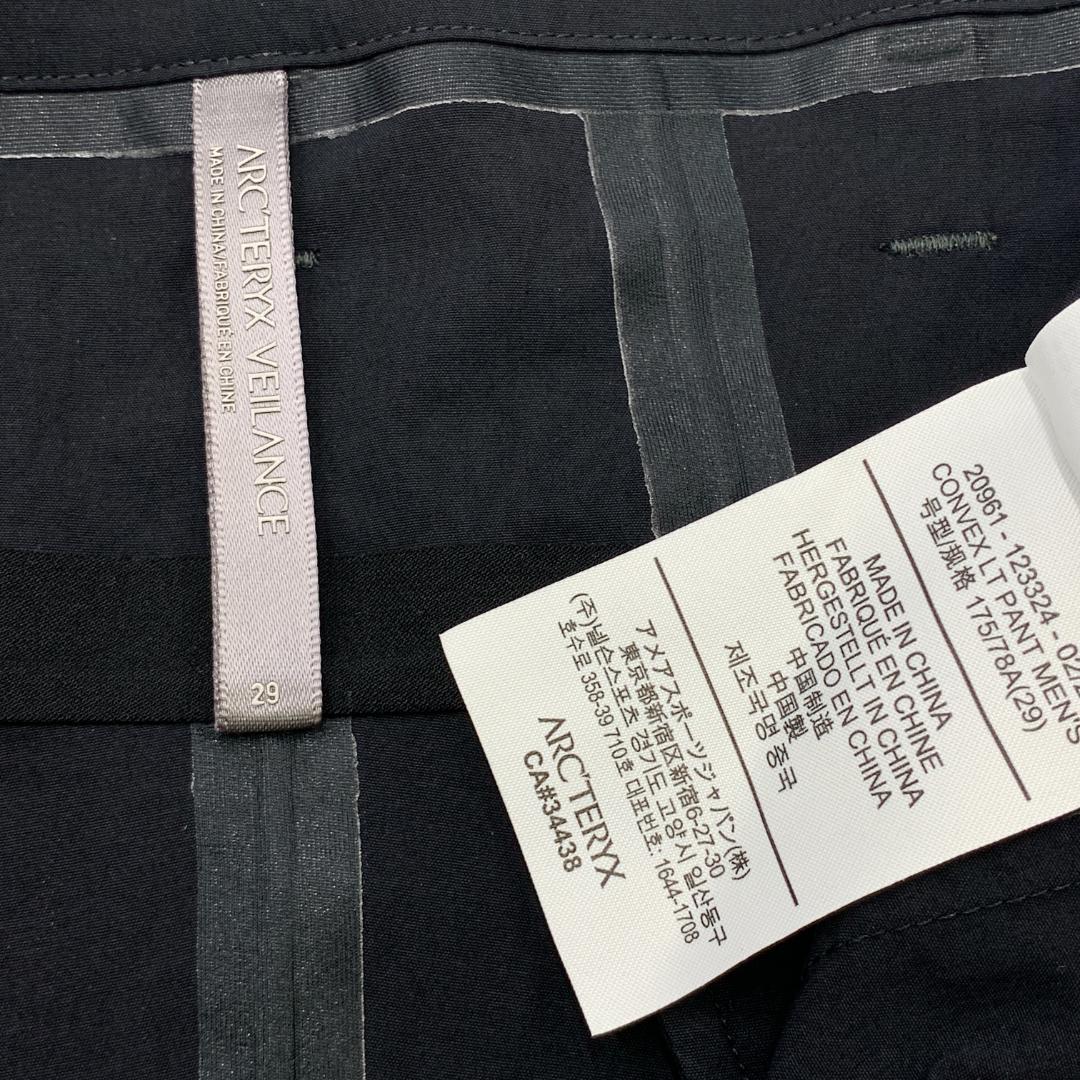 ARC'TERYX VEILANCE
MADE IN CHINA/FABRIQUÉ EN CHINE
29
20961 - 123324 - 02/2
CONVEX LT PANT MEN'S
号型/规格 175/78A(29)
MADE IN CHINA
FABRIQUÉ EN CHINE
HERGESTELLT IN CHINA
FABRICADO EN CHINA
中国制造
中国製
제조국명 중국
アメアスポーツジャパン(株)
東京都新宿区新宿6-27-30
(주)넬슨스포츠 경기도 고양시 일산동구
호수로 358-39 710호 대표번호: 1644-1708
ARC'TERYX
CA#34438